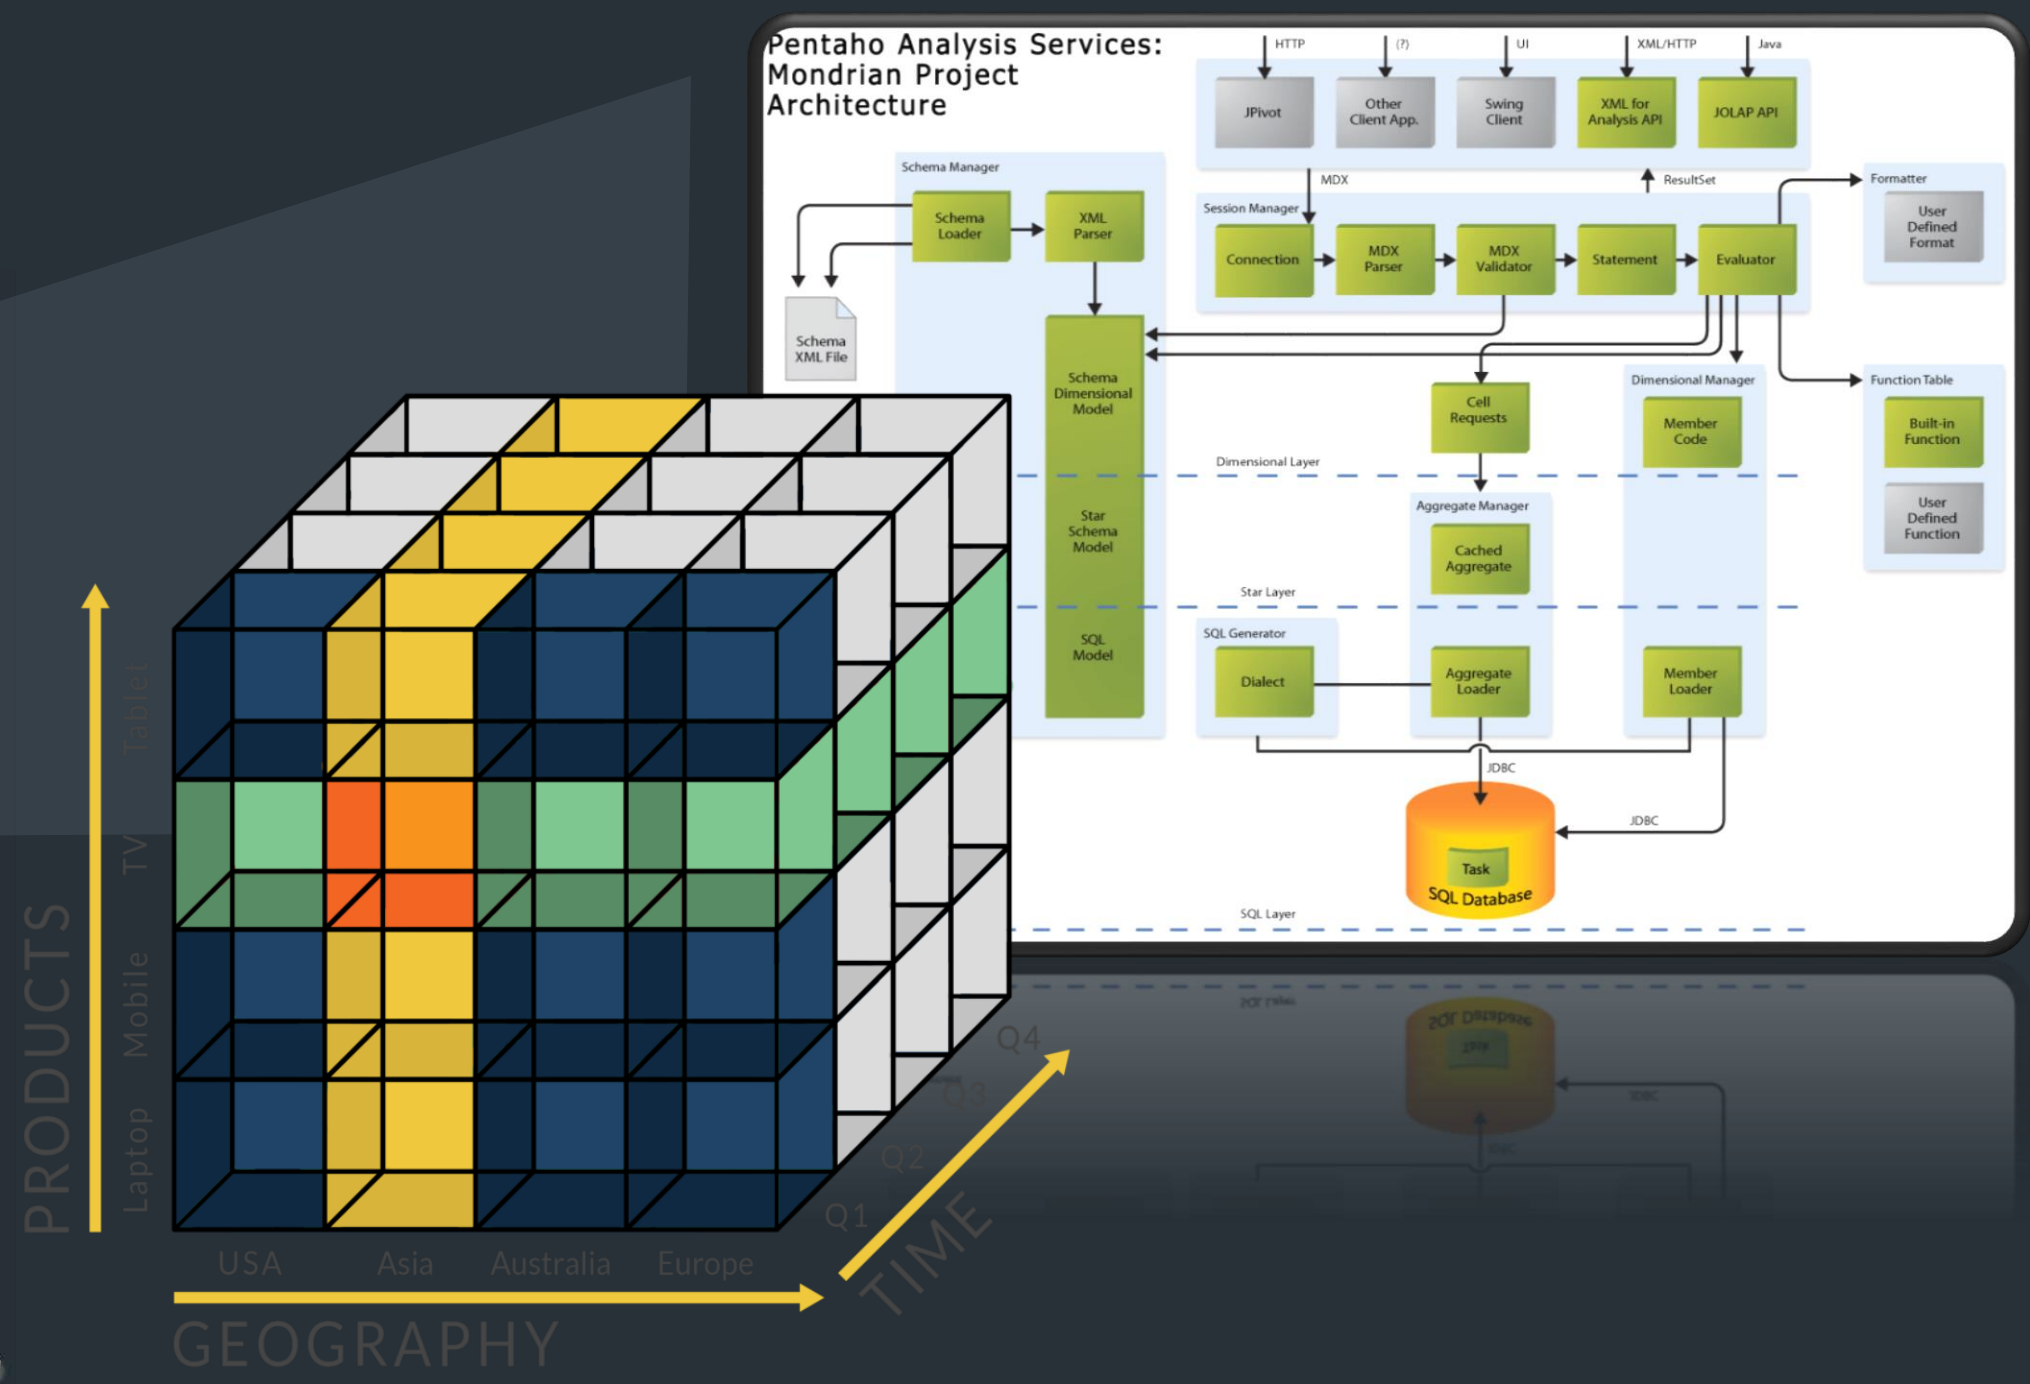 Pentaho Analysis Services:
Mondrian Project
Architecture
HTTP
(?)
UI
XML/HTTP
Java
JPivot
Other
Client App.
Swing
Client
XML for
Analysis API
JOLAP API
MDX
ResultSet
Schema Manager
Schema
Loader
XML
Parser
Schema
XML File
Schema
Dimensional
Model
Star
Schema
Model
SQL
Model
Session Manager
Connection
MDX
Parser
MDX
Validator
Statement
Evaluator
Formatter
User
Defined
Format
Cell
Requests
Dimensional Manager
Member
Code
Function Table
Built-in
Function
User
Defined
Function
Dimensional Layer
Aggregate Manager
Cached
Aggregate
Star Layer
SQL Generator
Dialect
Aggregate
Loader
Member
Loader
JDBC
JDBC
Task
SQL Database
SQL Layer
PRODUCTS
Tablet
TV
Mobile
Laptop
USA
Asia
Australia
Europe
GEOGRAPHY
Q1
Q2
Q3
Q4
TIME